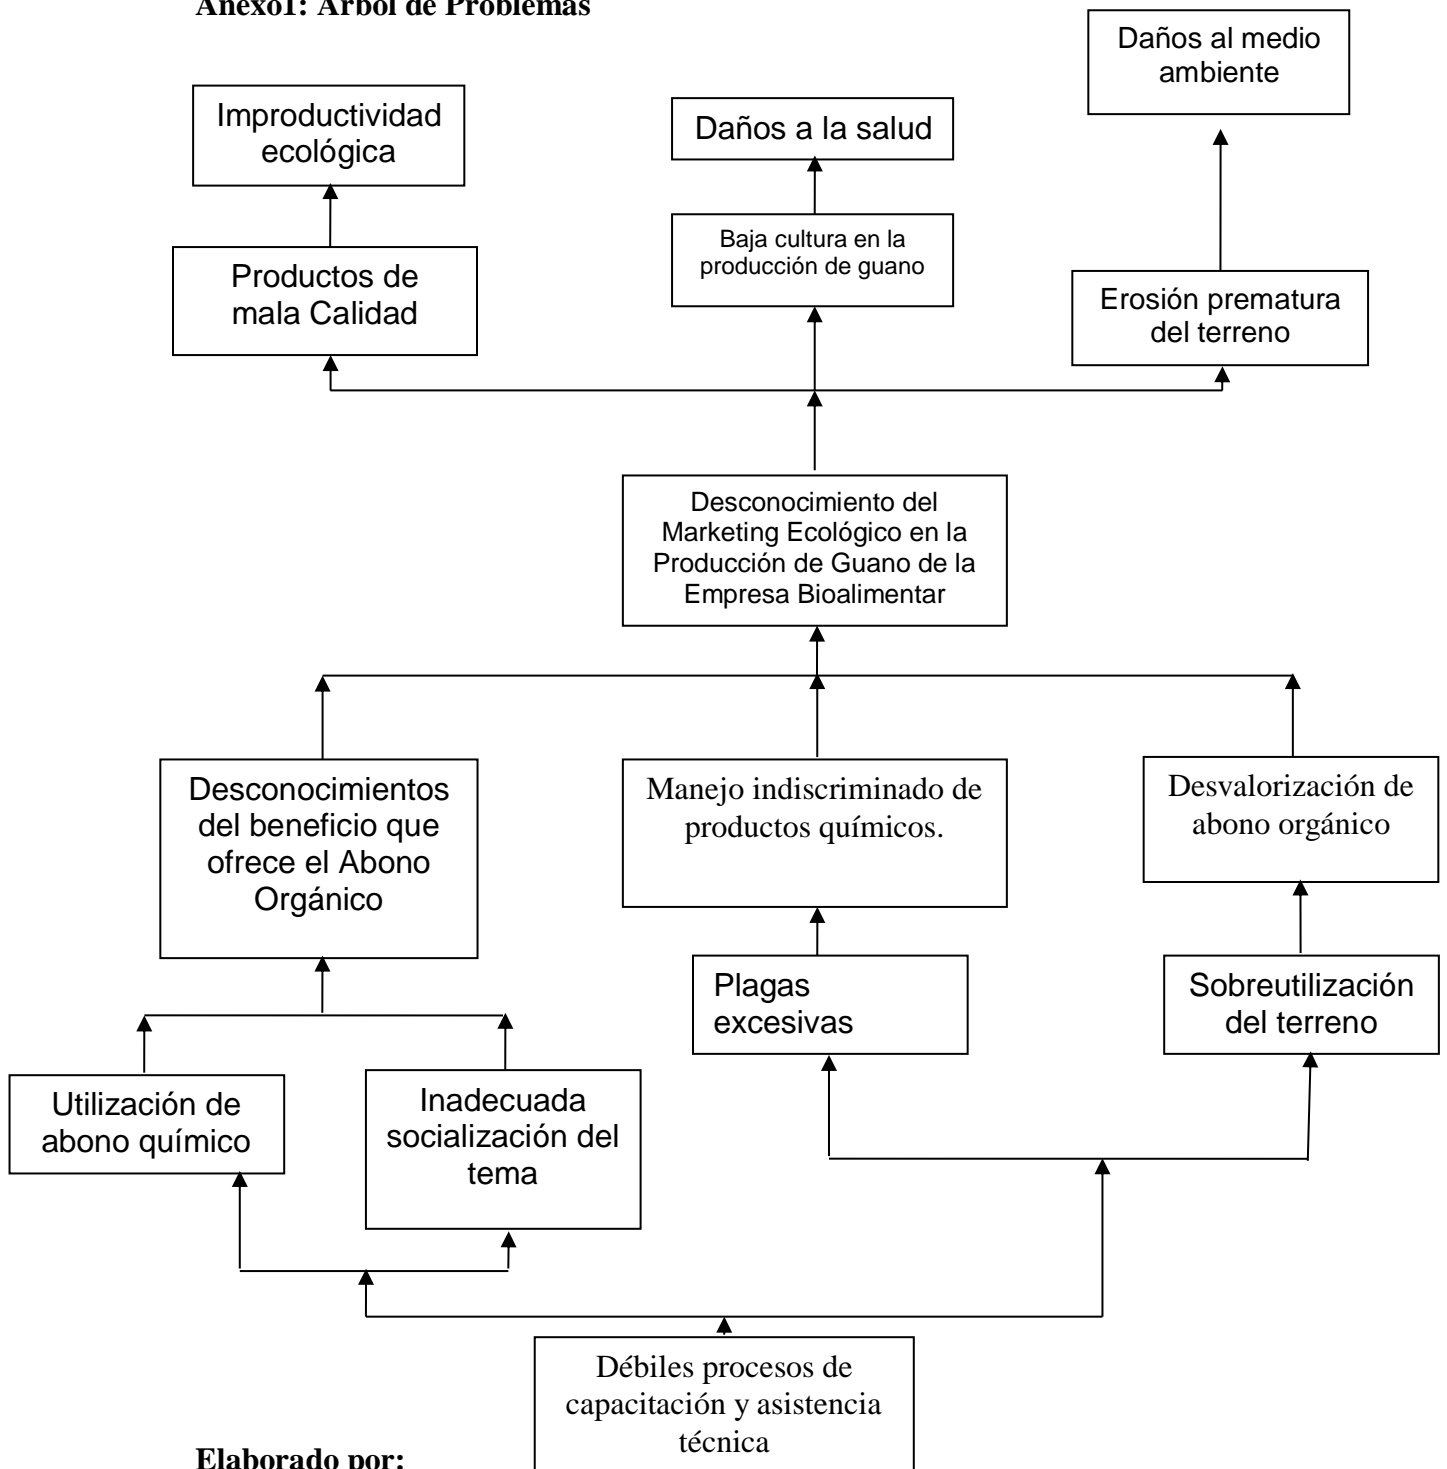 Anexo1: Árbol de Problemas
Daños al medio
ambiente
Improductividad
ecológica
Daños a la salud
Baja cultura en la
producción de guano
Productos de
mala Calidad
Erosión prematura
del terreno
Desconocimiento del
Marketing Ecológico en la
Producción de Guano de la
Empresa Bioalimentar
Desconocimientos
del beneficio que
ofrece el Abono
Orgánico
Manejo indiscriminado de
productos químicos.
Desvalorización de
abono orgánico
Plagas
excesivas
Sobreutilización
del terreno
Utilización de
abono químico
Inadecuada
socialización del
tema
Débiles procesos de
capacitación y asistencia
técnica
Elaborado por: